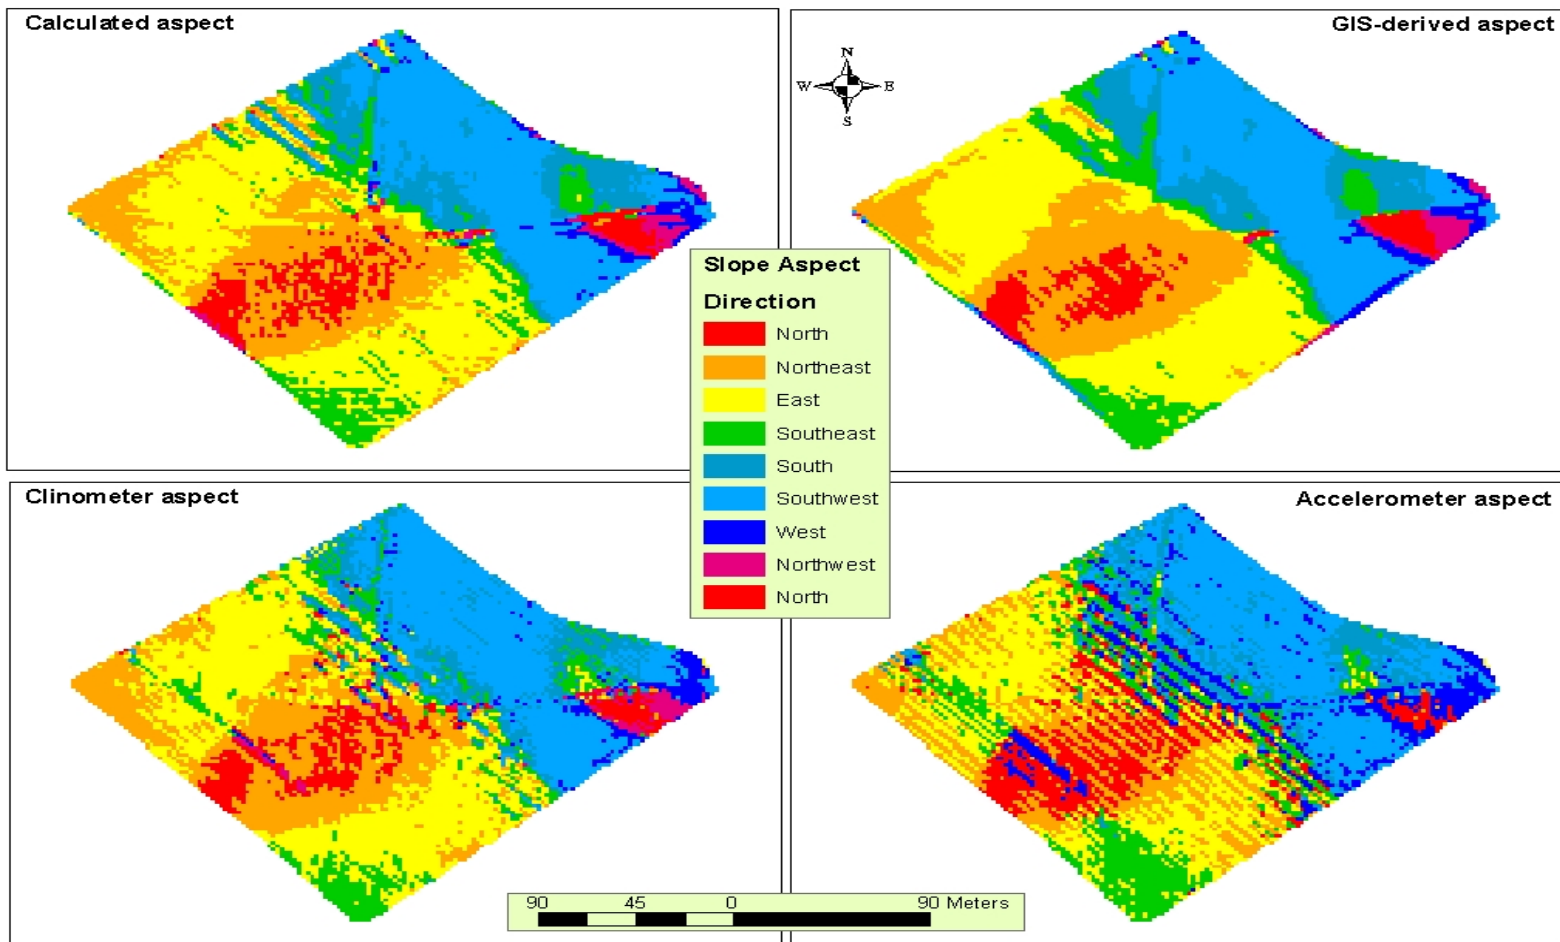 Calculated aspect
GIS-derived aspect
N
W E
S
Slope Aspect
Direction
North
Northeast
East
Southeast
South
Southwest
West
Northwest
North
Clinometer aspect
Accelerometer aspect
90 45 0 90 Meters